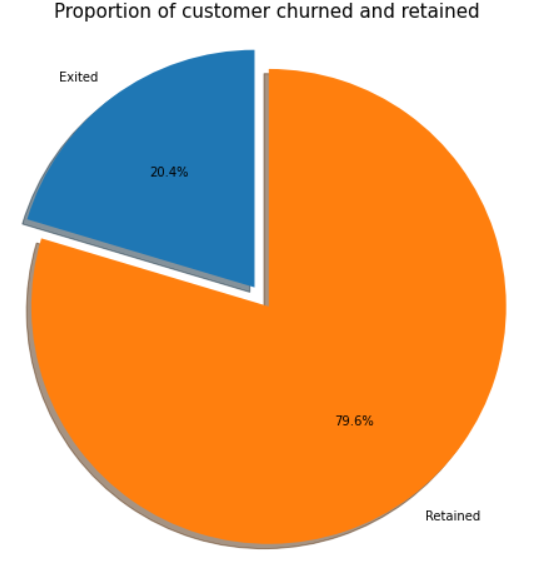 Proportion of customer churned and retained
Exited
20.4%
79.6%
Retained